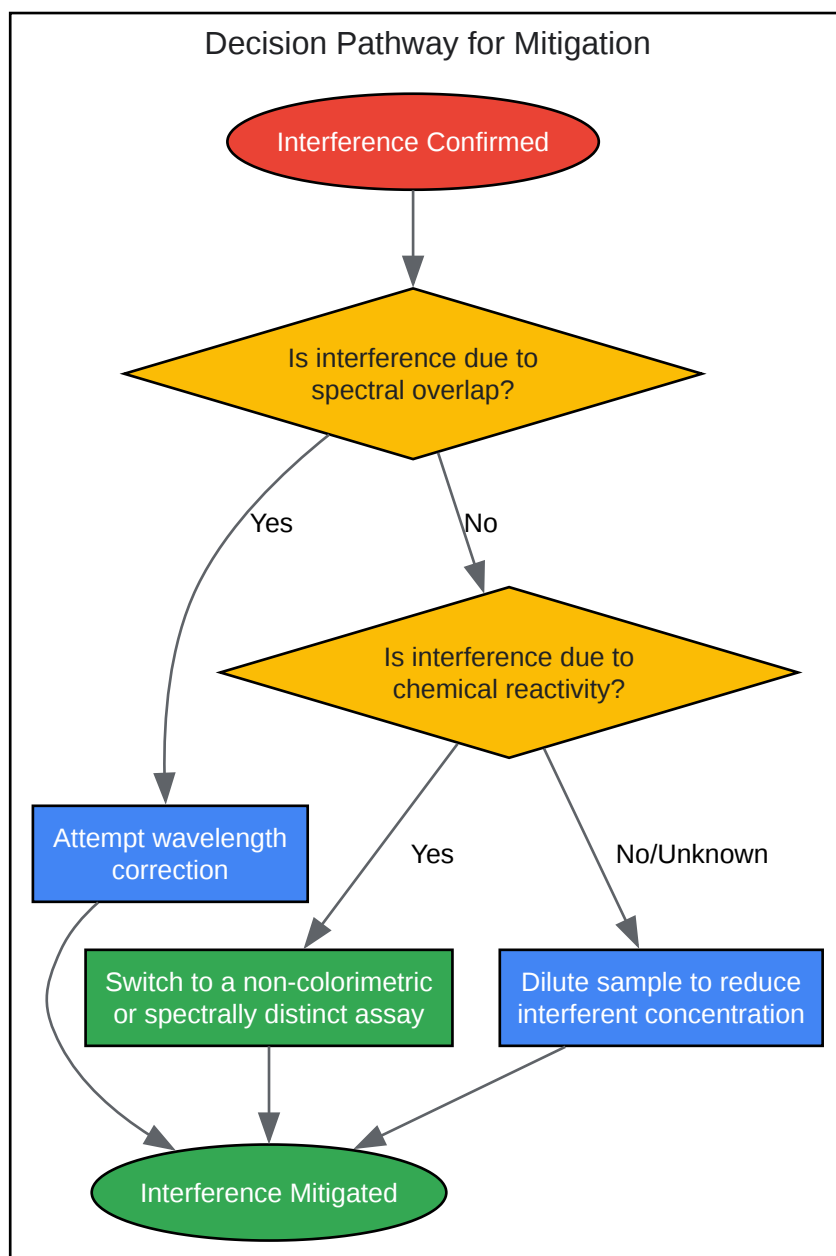 Decision Pathway for Mitigation
Interference Confirmed
Is interference due to
spectral overlap?
Yes
No
Is interference due to
chemical reactivity?
Attempt wavelength
correction
Yes
No/Unknown
Switch to a non-colorimetric
or spectrally distinct assay
Dilute sample to reduce
interferent concentration
Interference Mitigated